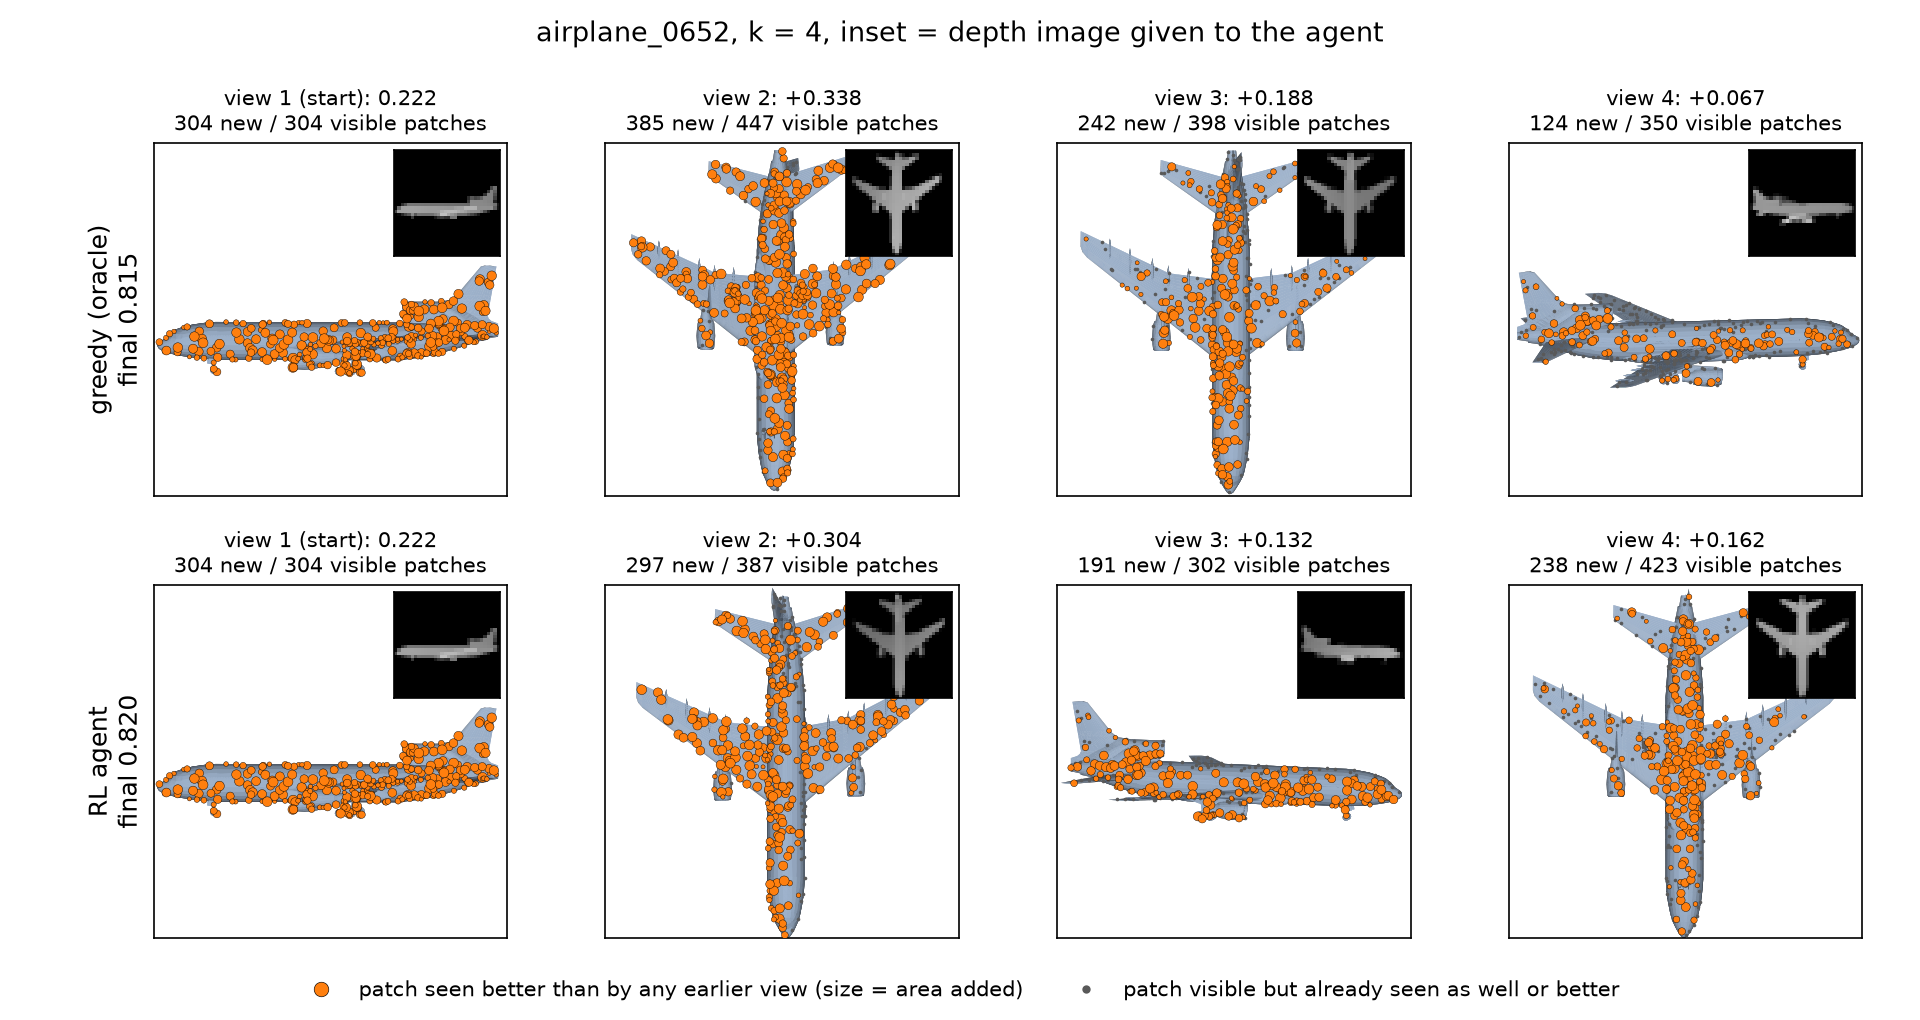 airplane_0652, k = 4, inset = depth image given to the agent
greedy (oracle)
final 0.815
view 1 (start): 0.222
304 new / 304 visible patches
view 2: +0.338
385 new / 447 visible patches
view 3: +0.188
242 new / 398 visible patches
view 4: +0.067
124 new / 350 visible patches
RL agent
final 0.820
view 1 (start): 0.222
304 new / 304 visible patches
view 2: +0.304
297 new / 387 visible patches
view 3: +0.132
191 new / 302 visible patches
view 4: +0.162
238 new / 423 visible patches
patch seen better than by any earlier view (size = area added)
patch visible but already seen as well or better